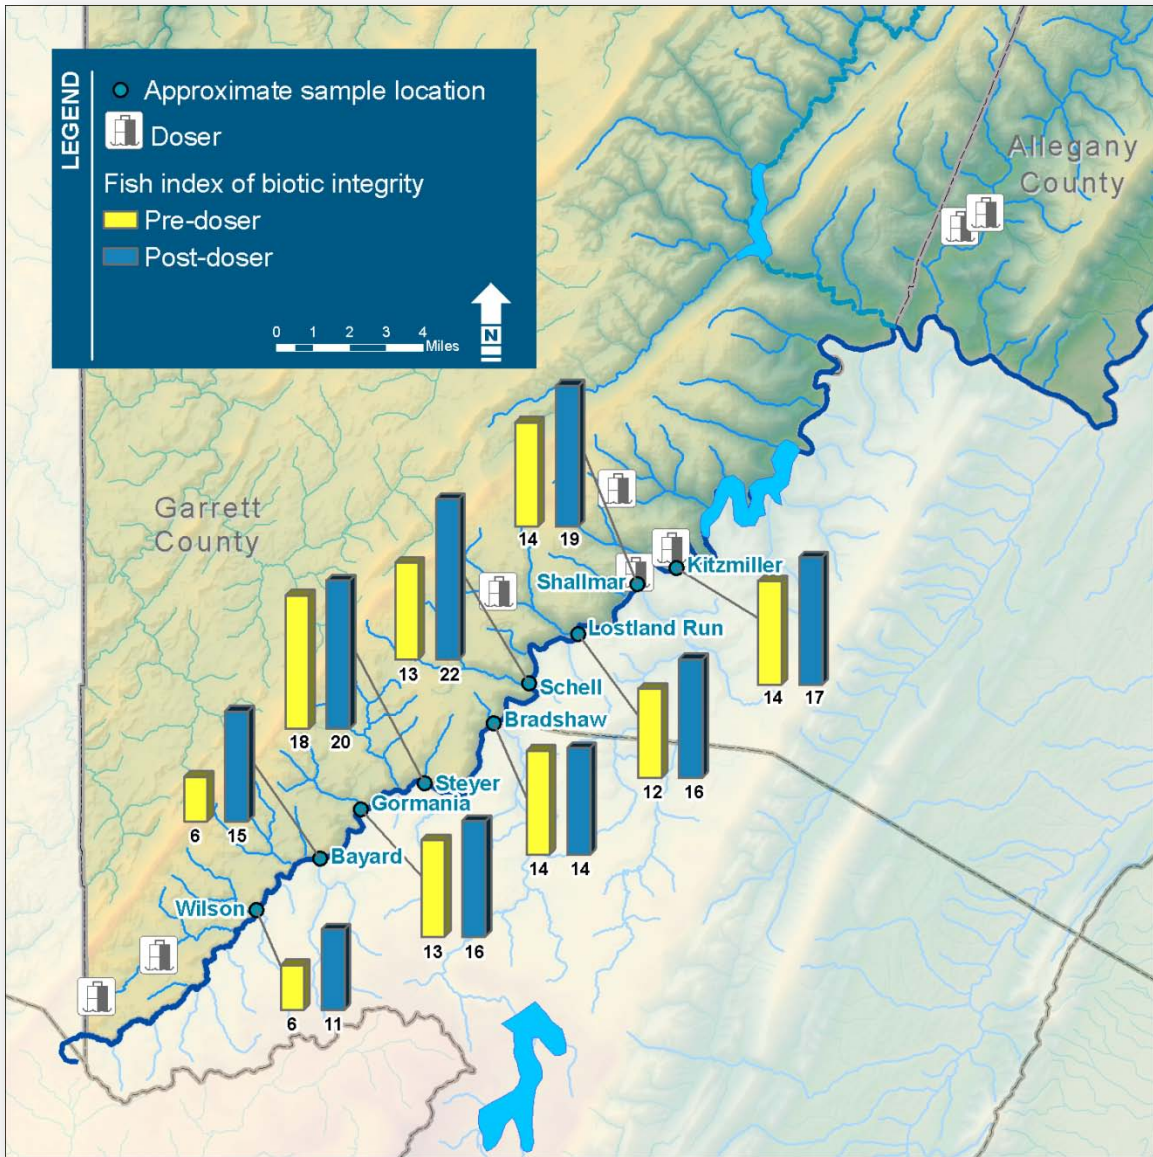 LEGEND
Approximate sample location
Doser
Fish index of biotic integrity
Pre-doser
Post-doser
0 1 2 3 4
Miles
N
Allegany
County
Garrett
County
14 19
Shallmar
Kitzmiller
13 22
Lostland Run
14 17
Schell
18 20
Bradshaw
12 16
Steyer
6 15
Gormania
14 14
Bayard
Wilson
13 16
6 11